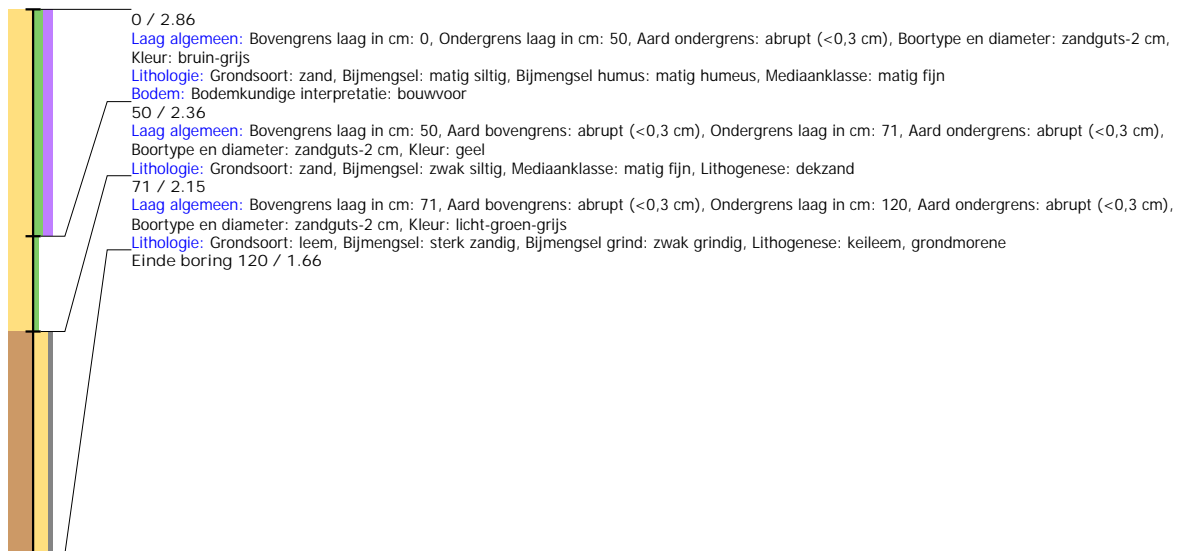 0 / 2.86
Laag algemeen: Bovengrens laag in cm: 0, Ondergrens laag in cm: 50, Aard ondergrens: abrupt (<0,3 cm), Boortype en diameter: zandguts-2 cm,
Kleur: bruin-grijs
Lithologie: Grondsoort: zand, Bijmengsel: matig siltig, Bijmengsel humus: matig humeus, Mediaanklasse: matig fijn
Bodem: Bodemkundige interpretatie: bouwvoor
50 / 2.36
Laag algemeen: Bovengrens laag in cm: 50, Aard bovengrens: abrupt (<0,3 cm), Ondergrens laag in cm: 71, Aard ondergrens: abrupt (<0,3 cm),
Boortype en diameter: zandguts-2 cm, Kleur: geel
Lithologie: Grondsoort: zand, Bijmengsel: zwak siltig, Mediaanklasse: matig fijn, Lithogenese: dekzand
71 / 2.15
Laag algemeen: Bovengrens laag in cm: 71, Aard bovengrens: abrupt (<0,3 cm), Ondergrens laag in cm: 120, Aard ondergrens: abrupt (<0,3 cm),
Boortype en diameter: zandguts-2 cm, Kleur: licht-groen-grijs
Lithologie: Grondsoort: leem, Bijmengsel: sterk zandig, Bijmengsel grind: zwak grindig, Lithogenese: keileem, grondmorene
Einde boring 120 / 1.66